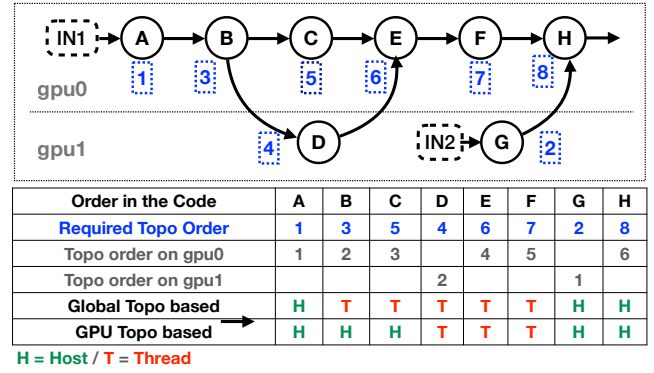 IN1 A B C E F H
1 3 5 6 7 8
gpu0
gpu1 4 D IN2 G 2
Order in the Code A B C D E F G H
Required Topo Order 1 3 5 4 6 7 2 8
Topo order on gpu0 1 2 3 4 5 6
Topo order on gpu1 2 1
Global Topo based H T T T T T H H
GPU Topo based H H H T T T H H
H = Host / T = Thread